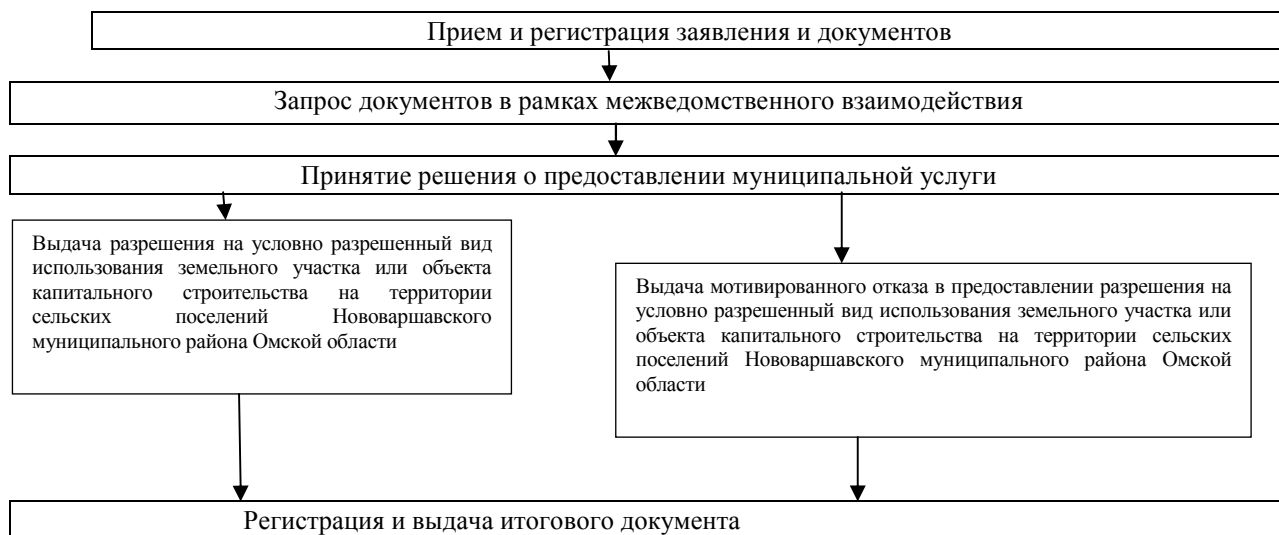 Прием и регистрация заявления и документов
Запрос документов в рамках межведомственного взаимодействия
Принятие решения о предоставлении муниципальной услуги
Выдача разрешения на условно разрешенный вид
использования земельного участка или объекта
капитального строительства на территории
сельских поселений Нововаршавского
муниципального района Омской области
Выдача мотивированного отказа в предоставлении разрешения на
условно разрешенный вид использования земельного участка или
объекта капитального строительства на территории сельских
поселений Нововаршавского муниципального района Омской
области
Регистрация и выдача итогового документа